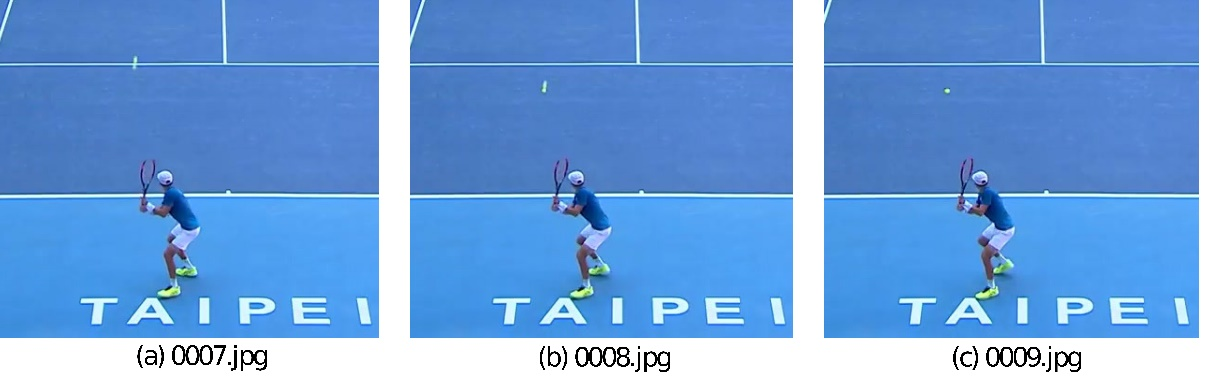 TAIPEI
TAIPEI
TAIPEI
(a) 0007.jpg
(b) 0008.jpg
(c) 0009.jpg